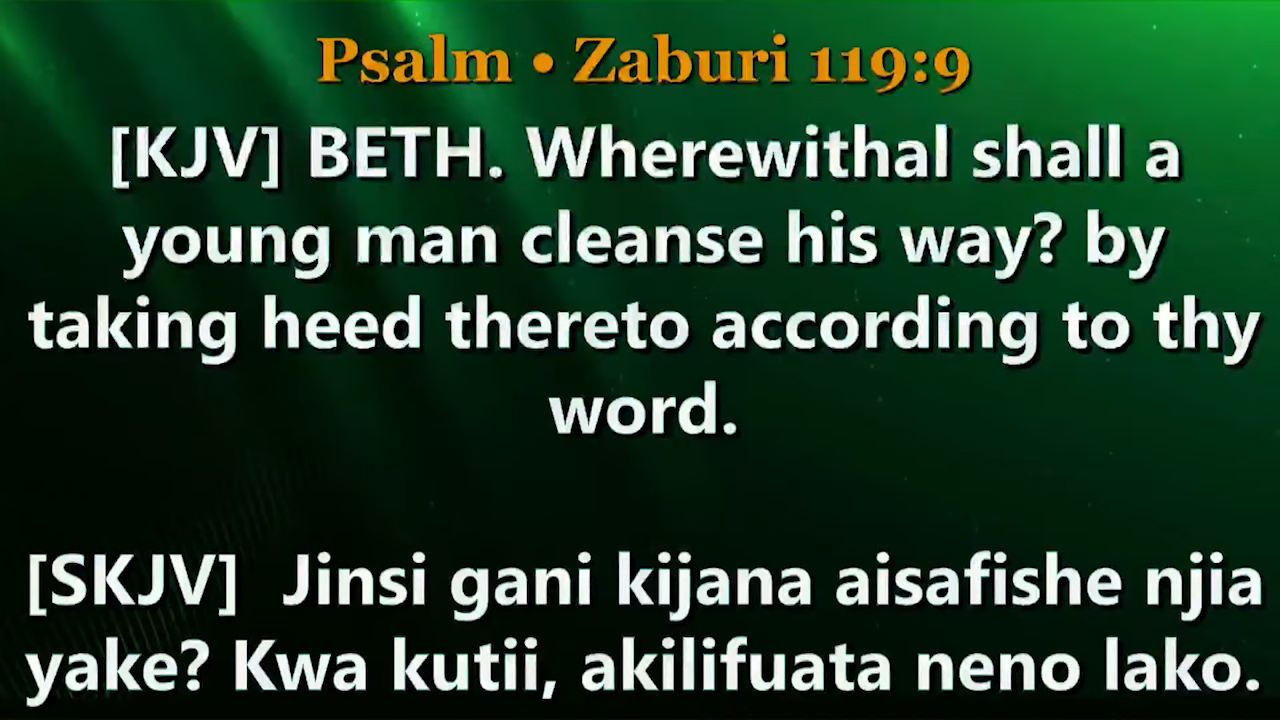 Psalm • Zaburi 119:9
[KJV] BETH. Wherewithal shall a
young man cleanse his way? by
taking heed thereto according to thy
word.
[SKJV] Jinsi gani kijana aisafishe njia
yake? Kwa kutii, akilifuata neno lako.